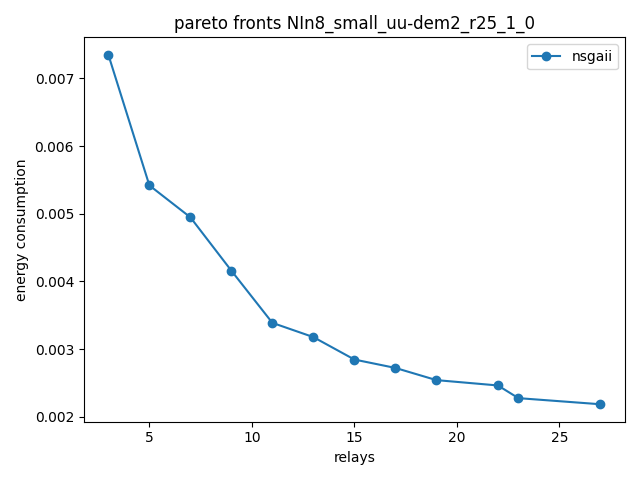 pareto fronts NIn8_small_uu-dem2_r25_1_0
nsgaii
energy consumption
0.007
0.006
0.005
0.004
0.003
0.002
5
10
15
20
25
relays